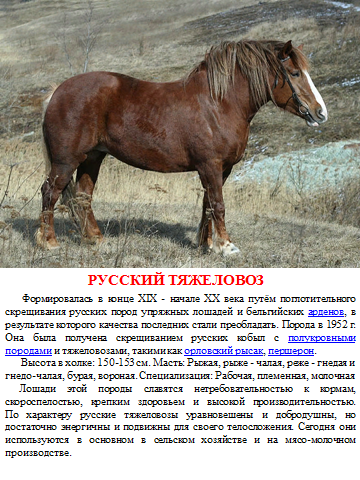 РУССКИЙ ТЯЖЕЛОВОЗ
Формировалась в конце XIX - начале XX века путём поглотительного
скрещивания русских пород упряжных лошадей и бельгийских арденов, в
результате которого качества последних стали преобладать. Порода в 1952 г.
Она была получена скрещиванием русских кобыл с полукровными
породами и тяжеловозами, такими как орловский рысак, першерон.
Высота в холке: 150-153 см. Масть: Рыжая, рыже - чалая, реже - гнедая и
гнедо-чалая, бурая, вороная. Специализация: Рабочая, племенная, молочная
Лошади этой породы славятся нетребовательностью к кормам,
скороспелостью, крепким здоровьем и высокой производительностью.
По характеру русские тяжеловозы уравновешены и добродушны, но
достаточно энергичны и подвижны для своего телосложения. Сегодня они
используются в основном в сельском хозяйстве и на мясо-молочном
производстве.